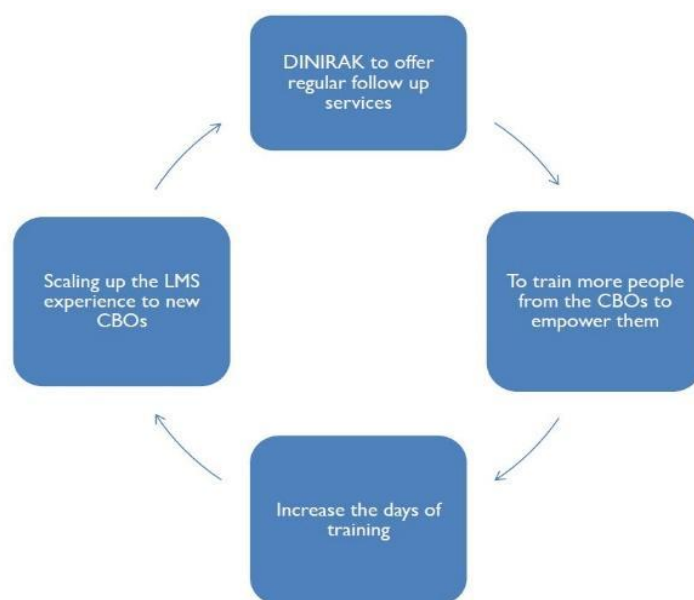 DINIRAK to offer
regular follow up
services
To train more people
from the CBOs to
empower them
Increase the days of
training
Scaling up the LMS
experience to new
CBOs